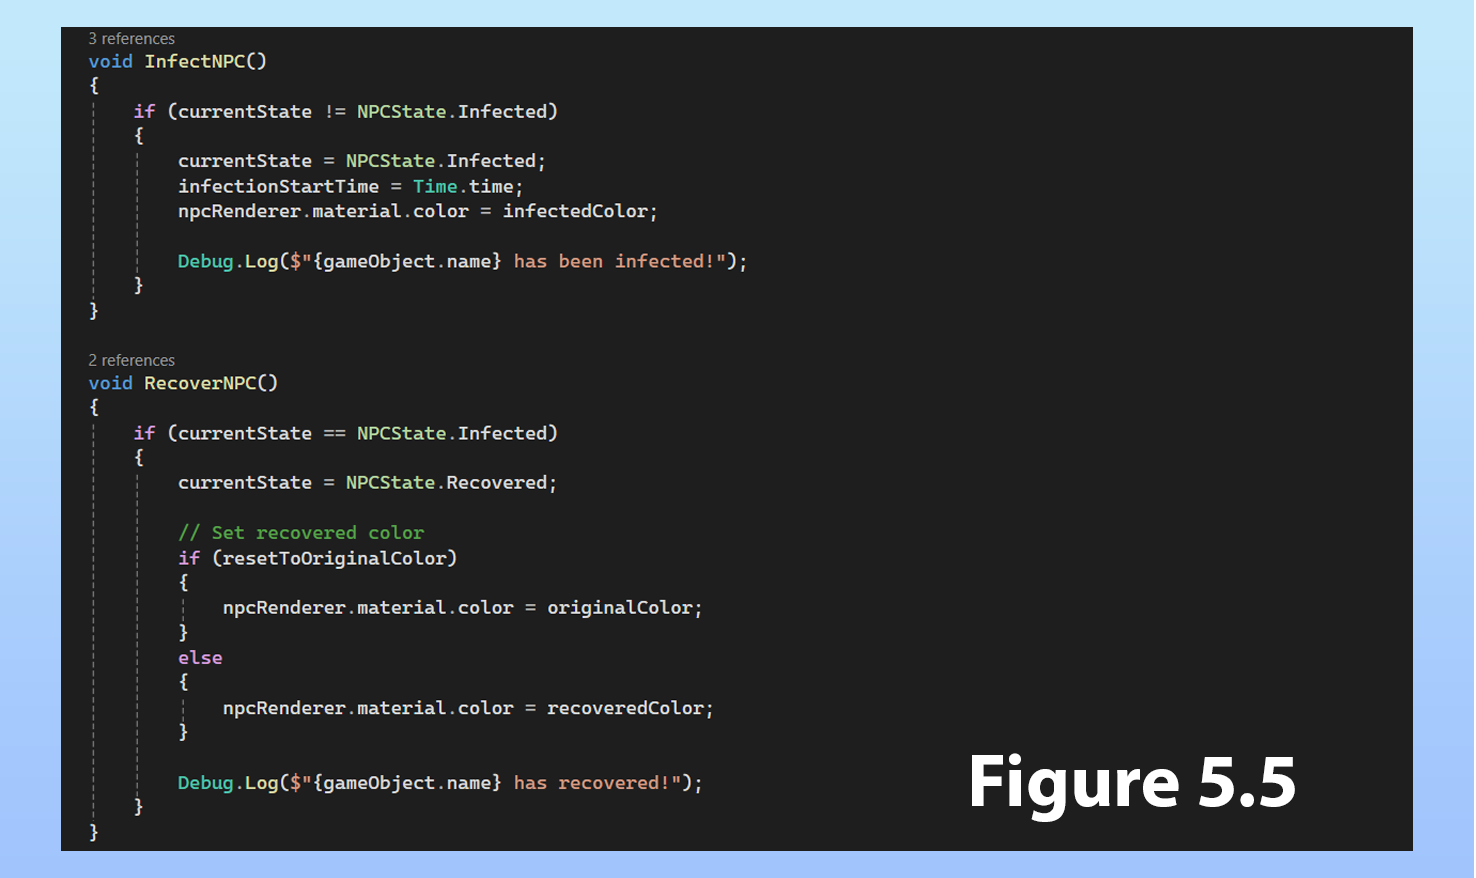 3 references
void InfectNPC()
{
if (currentState != NPCState.Infected)
{
currentState = NPCState.Infected;
infectionStartTime = Time.time;
npcRenderer.material.color = infectedColor;
Debug.Log($"{gameObject.name} has been infected!");
}
}
2 references
void RecoverNPC()
{
if (currentState == NPCState.Infected)
{
currentState = NPCState.Recovered;
// Set recovered color
if (resetToOriginalColor)
{
npcRenderer.material.color = originalColor;
}
else
{
npcRenderer.material.color = recoveredColor;
}
Debug.Log($"{gameObject.name} has recovered!");
}
}
Figure 5.5